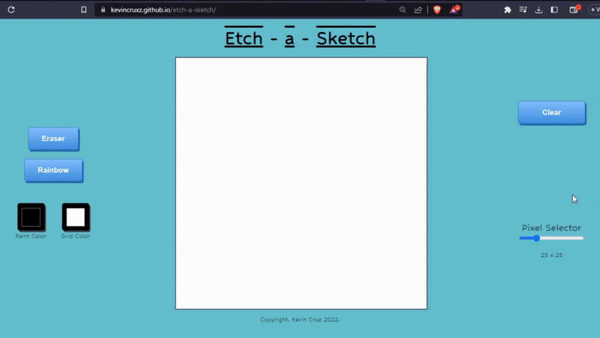 kevincruxz.github.io/etch-a-sketch/
Etch - a - Sketch
Eraser
Rainbow
Paint Color
Grid Color
Clear
Pixel Selector
25 x 25
Copyright. Kevin Cruz 2022.